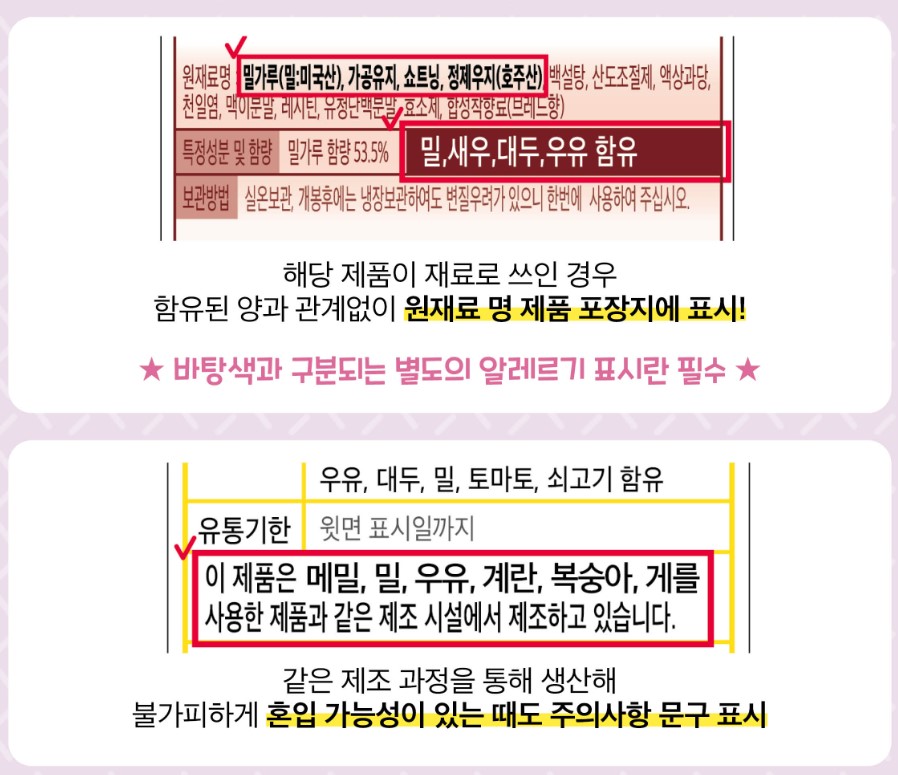 원재료명 : 밀가루(밀:미국산), 가공유지, 쇼트닝, 정제우지(호주산), 백설탕, 산도조절제, 액상과당,
천일염, 맥아분말, 레시틴, 유청단백분말, 효소제, 합성착향료(브레드향)
특정성분 및 함량 밀가루 함량 53.5% 밀,새우,대두,우유 함유
보관방법 실온보관, 개봉후에는 냉장보관하여도 변질우려가 있으니 한번에 사용하여 주십시오.
해당 제품이 재료로 쓰인 경우
함유된 양과 관계없이 원재료 명 제품 포장지에 표시!
★ 바탕색과 구분되는 별도의 알레르기 표시란 필수 ★
우유, 대두, 밀, 토마토, 쇠고기 함유
유통기한 윗면 표시일까지
이 제품은 메밀, 밀, 우유, 계란, 복숭아, 게를
사용한 제품과 같은 제조 시설에서 제조하고 있습니다.
같은 제조 과정을 통해 생산해
불가피하게 혼입 가능성이 있는 때도 주의사항 문구 표시